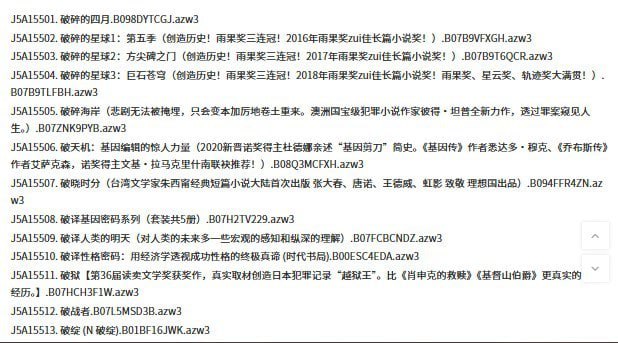 J5A15501. 破碎的四月.B098DYTCGJ.azw3
J5A15502. 破碎的星球1：第五季（创造历史！雨果奖三连冠！2016年雨果奖zui佳长篇小说奖！）.B07B9VFXGH.azw3
J5A15503. 破碎的星球2：方尖碑之门（创造历史！雨果奖三连冠！2017年雨果奖zui佳长篇小说奖！）.B07B9T6QCR.azw3
J5A15504. 破碎的星球3：巨石苍穹（创造历史！雨果奖三连冠！2018年雨果奖zui佳长篇小说奖！雨果奖、星云奖、轨迹奖大满贯！）.
B07B9TLFBH.azw3
J5A15505. 破碎海岸（悲剧无法被掩埋，只会变本加厉地卷土重来。澳洲国宝级犯罪小说作家彼得·坦普全新力作，透过罪案窥见人
生。）.B07ZNK9PYB.azw3
J5A15506. 破天机：基因编辑的惊人力量（2020新晋诺奖得主杜德娜亲述“基因剪刀”简史。《基因传》作者悉达多·穆克、《乔布斯传》
作者艾萨克森，诺奖得主文基·拉马克里什南联袂推荐！）.B08Q3MCFXH.azw3
J5A15507. 破晓时分（台湾文学家朱西甯经典短篇小说大陆首次出版 张大春、唐诺、王德威、虹影 致敬 理想国出品）.B094FFR4ZN.az
w3
J5A15508. 破译基因密码系列（套装共5册）.B07H2TV229.azw3
J5A15509. 破译人类的明天（对人类的未来多一些宏观的感知和纵深的理解）.B07FCBCNDZ.azw3
J5A15510. 破译性格密码：用经济学透视成功性格的终极真谛 (时代书局).B00ESC4EDA.azw3
J5A15511. 破狱【第36届读卖文学奖获奖作，真实取材创造日本犯罪记录“越狱王”。比《肖申克的救赎》《基督山伯爵》更真实的
经历。】.B07HCH3F1W.azw3
J5A15512. 破战者.B07L5MSD3B.azw3
J5A15513. 破绽 (N 破绽).B01BF16JWK.azw3